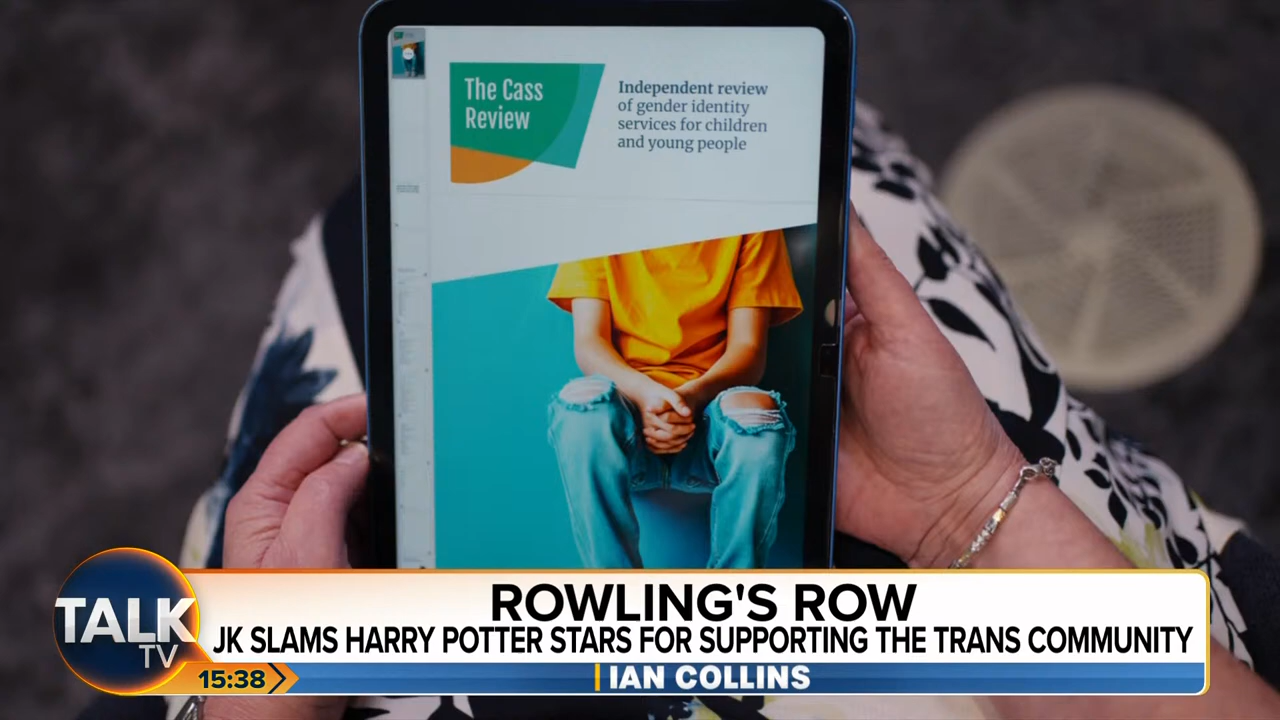 The Cass
Review
Independent review
of gender identity
services for children
and young people
ROWLING'S ROW
JK SLAMS HARRY POTTER STARS FOR SUPPORTING THE TRANS COMMUNITY
TALK
TV
15:38
IAN COLLINS